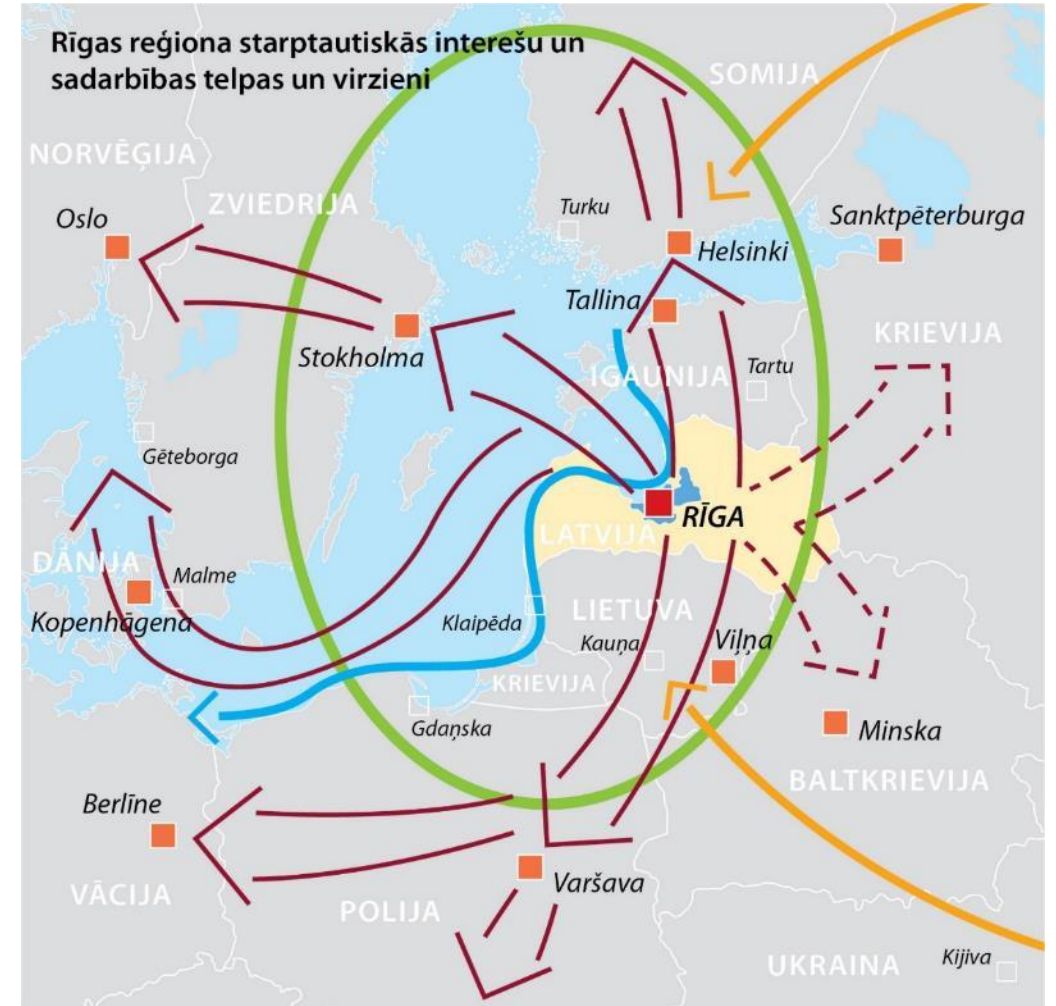 Rīgas reģiona starptautiskās interešu un
sadarbības telpas un virzieni
SOMIJA
NORVĒĢIJA
ZVIEDRIJA
Turku
Oslo
Sanktpēterburga
Helsinki
Tallina
KRIEVIJA
Stokholma
IGAUNIJA
Tartu
Gēteborga
RĪGA
LATVIJA
DĀNIJA
Malme
Kopenhāgena
Klaipēda
LIETUVA
Kauņa
Viļņa
KRIEVIJA
Gdaņska
Minska
BALTKRIEVIJA
Berlīne
Varšava
VĀCIJA
POLIJA
UKRAINA
Kijiva